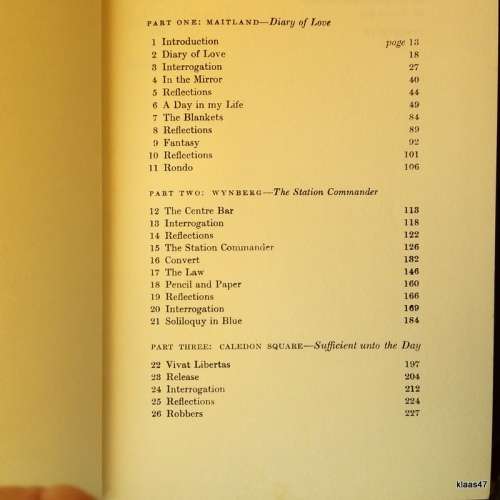 PART ONE: MAITLAND—Diary of Love
1 Introduction page 13
2 Diary of Love 18
3 Interrogation 27
4 In the Mirror 40
5 Reflections 44
6 A Day in my Life 49
7 The Blankets 84
8 Reflections 89
9 Fantasy 92
10 Reflections 101
11 Rondo 106
PART TWO: WYNBERG—The Station Commander
12 The Centre Bar 113
13 Interrogation 118
14 Reflections 122
15 The Station Commander 126
16 Convert 132
17 The Law 146
18 Pencil and Paper 160
19 Reflections 166
20 Interrogation 169
21 Soliloquy in Blue 184
PART THREE: CALEDON SQUARE—Sufficient unto the Day
22 Vivat Libertas 197
23 Release 204
24 Interrogation 212
25 Reflections 224
26 Robbers 227
klaas47